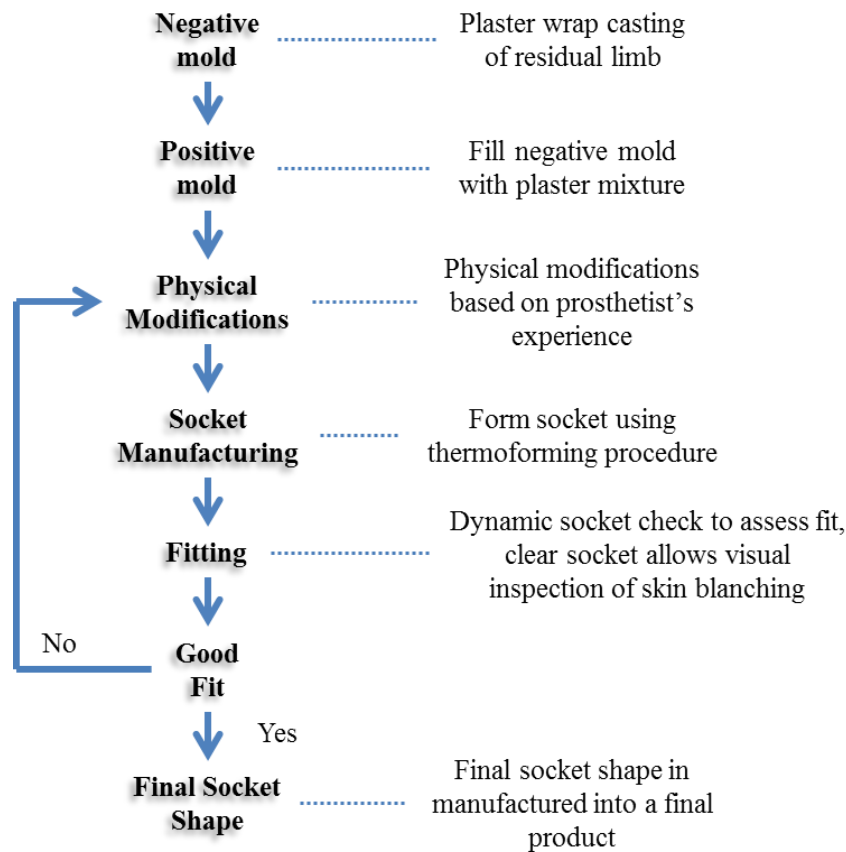 Negative
mold
Plaster wrap casting
of residual limb
Positive
mold
Fill negative mold
with plaster mixture
Physical
Modifications
Physical modifications
based on prosthetist's
experience
Socket
Manufacturing
Form socket using
thermoforming procedure
Fitting
Dynamic socket check to assess fit,
clear socket allows visual
inspection of skin blanching
No
Good
Fit
Yes
Final Socket
Shape
Final socket shape in
manufactured into a final
product